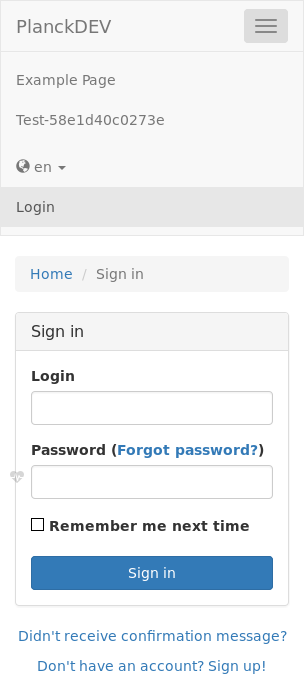 PlanckDEV
Example Page
Test-58e1d40c0273e
en
Login
Home / Sign in
Sign in
Login
Password (Forgot password?)
Remember me next time
Sign in
Didn't receive confirmation message?
Don't have an account? Sign up!